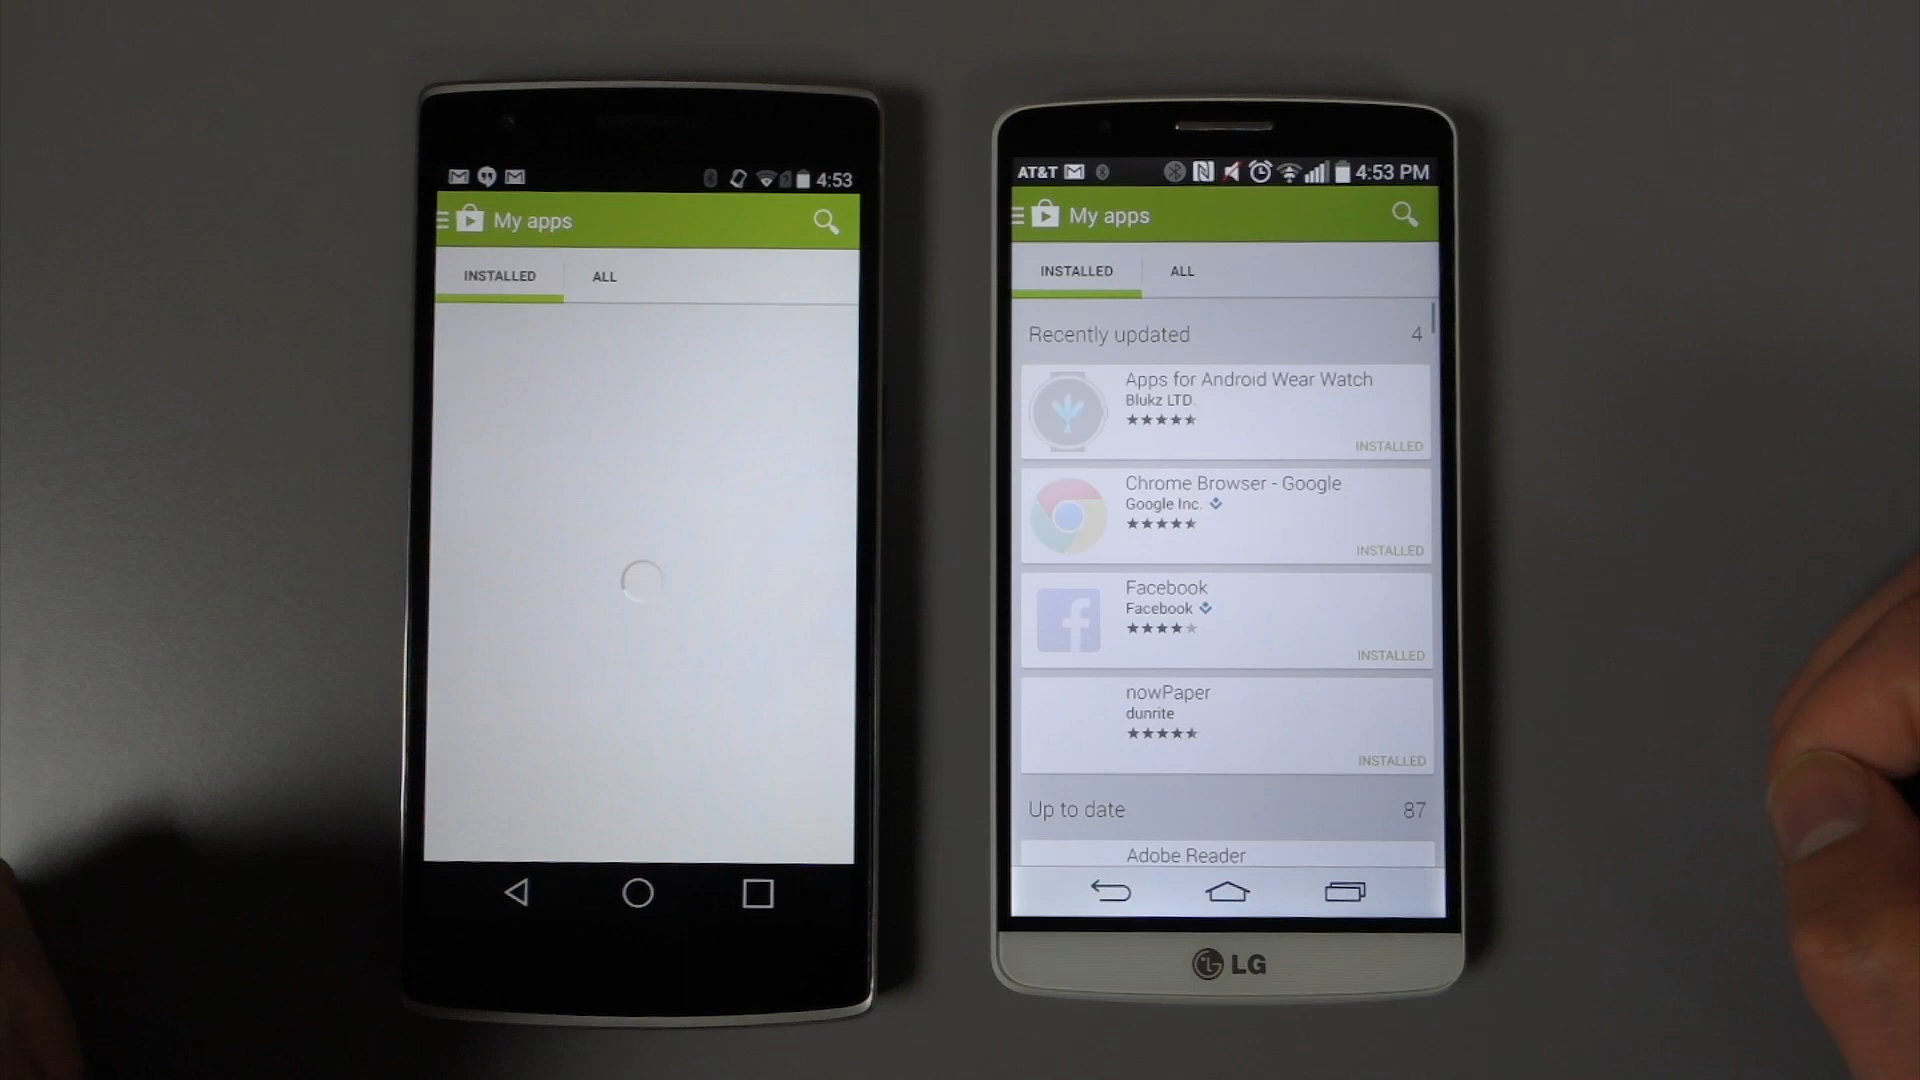 4:53
My apps
INSTALLED
ALL
AT&T
4:53 PM
My apps
INSTALLED
ALL
Recently updated
4
Apps for Android Wear Watch
Blukz LTD.
INSTALLED
Chrome Browser - Google
Google Inc.
INSTALLED
Facebook
Facebook
INSTALLED
nowPaper
dunrite
INSTALLED
Up to date
87
Adobe Reader
LG